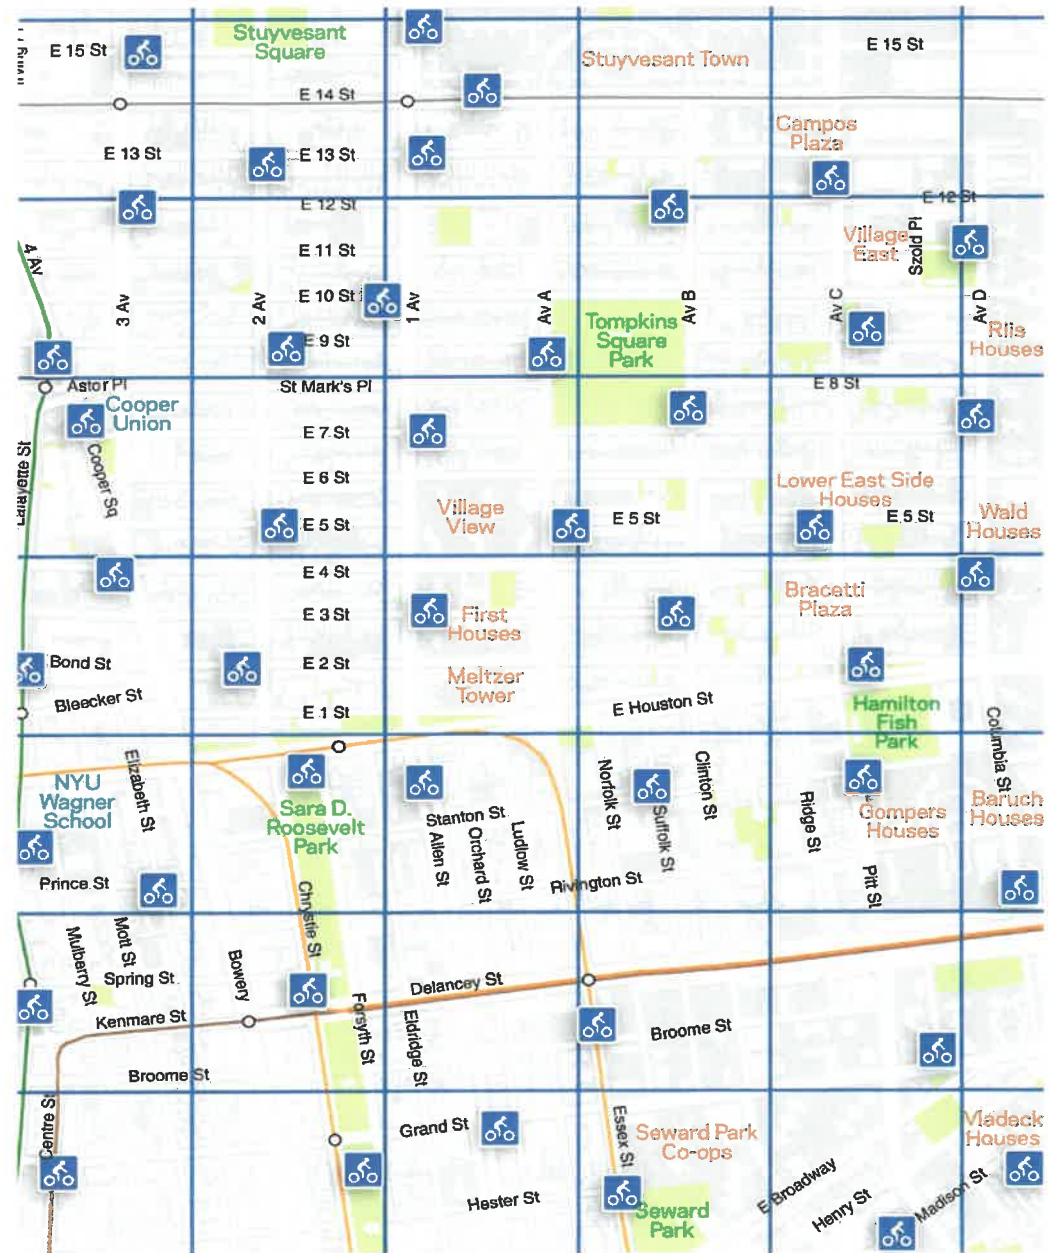 Stuyvesant
Square
E 15 St
E 15 St
Stuyvesant Town
E 14 St
Campos
Plaza
E 13 St
E 13 St
E 12 St
E 12 St
4 Av
E 11 St
Village
East
Szold Pl
3 Av
2 Av
E 10 St
1 Av
Av A
Av B
Av C
Av D
Tompkins
Square
Park
E 9 St
Riis
Houses
Astor Pl
St Mark's Pl
E 8 St
Cooper
Union
E 7 St
Lafayette St
Cooper Sq
E 6 St
Lower East Side
Houses
Village
View
E 5 St
E 5 St
E 5 St
Wald
Houses
E 4 St
Bracetti
Plaza
E 3 St
First
Houses
Bond St
E 2 St
Meltzer
Tower
Bleecker St
E 1 St
E Houston St
Hamilton
Fish
Park
Columbia St
NYU
Wagner
School
Elizabeth St
Sara D.
Roosevelt
Park
Stanton St
Allen St
Orchard St
Ludlow St
Norfolk St
Suffolk St
Clinton St
Ridge St
Gompers
Houses
Baruch
Houses
Pitt St
Prince St
Rivington St
Chrystie St
Mulberry St
Mott St
Spring St
Bowery
Delancey St
Kenmare St
Forsyth St
Eldridge St
Broome St
Broome St
Centre St
Grand St
Essex St
Seward Park
Co-ops
Vladeck
Houses
Hester St
Seward
Park
E Broadway
Henry St
Madison St